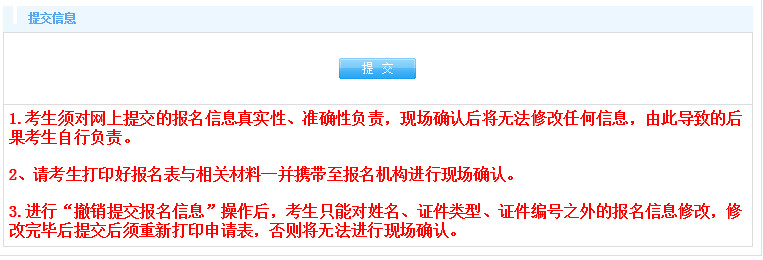 提交信息
提 交
1.考生须对网上提交的报名信息真实性、准确性负责，现场确认后将无法修改任何信息，由此导致的后
果考生自行负责。
2、请考生打印好报名表与相关材料一并携带至报名机构进行现场确认。
3.进行“撤销提交报名信息”操作后，考生只能对姓名、证件类型、证件编号之外的报名信息修改，修
改完毕后提交后须重新打印申请表，否则将无法进行现场确认。